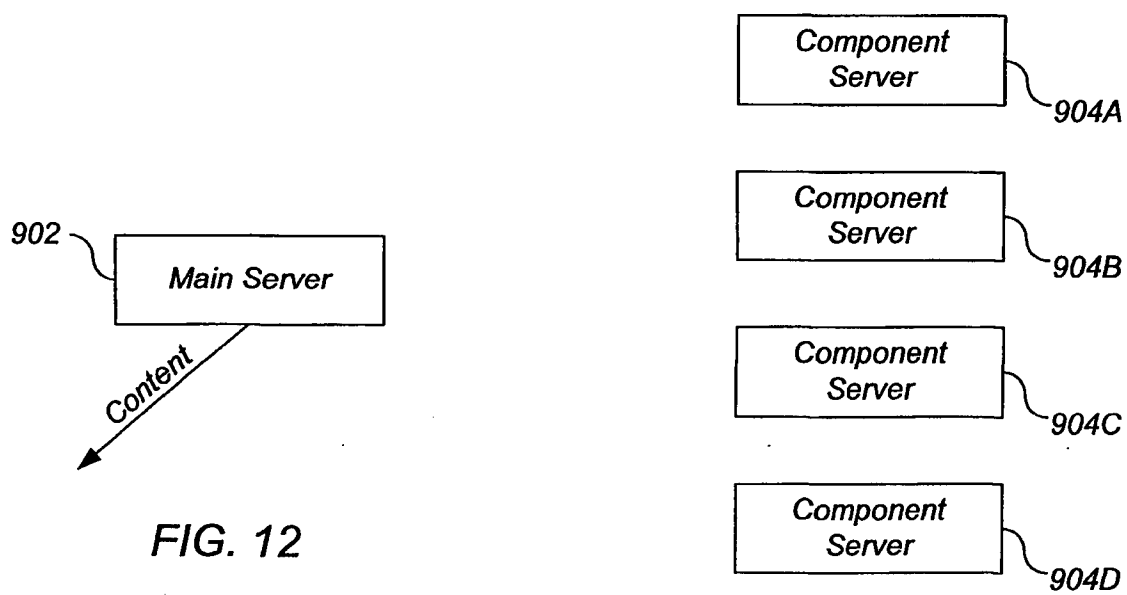 Component
Server
904A
Component
Server
904B
902
Main Server
Content
Component
Server
904C
Component
Server
904D
FIG. 12